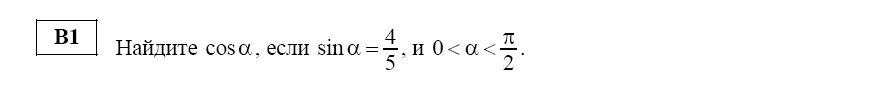 B1 Найдите cos α, если sin α = 4/5, и 0 < α < π/2.